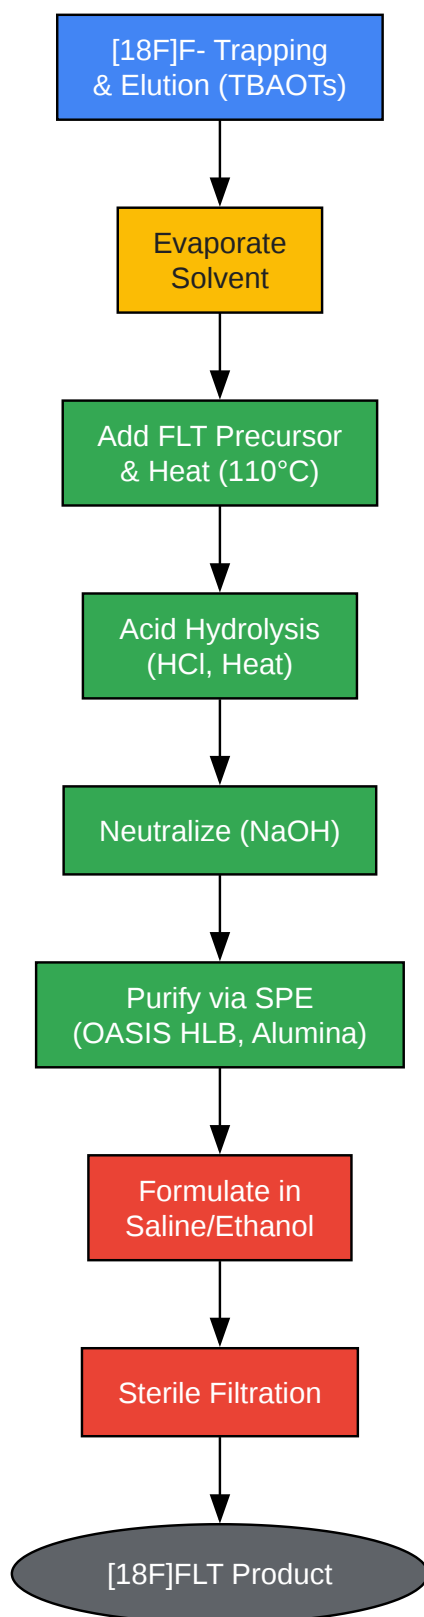 [18F]F- Trapping
& Elution (TBAOTs)
Evaporate
Solvent
Add FLT Precursor
& Heat (110°C)
Acid Hydrolysis
(HCl, Heat)
Neutralize (NaOH)
Purify via SPE
(OASIS HLB, Alumina)
Formulate in
Saline/Ethanol
Sterile Filtration
[18F]FLT Product